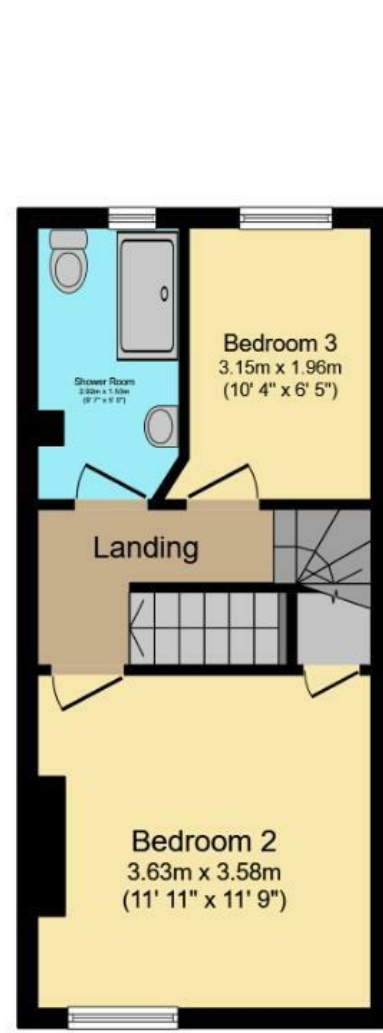 Bedroom 3
3.15m x 1.96m
(10' 4" x 6' 5")
Shower Room
Landing
Bedroom 2
3.63m x 3.58m
(11' 11" x 11' 9")